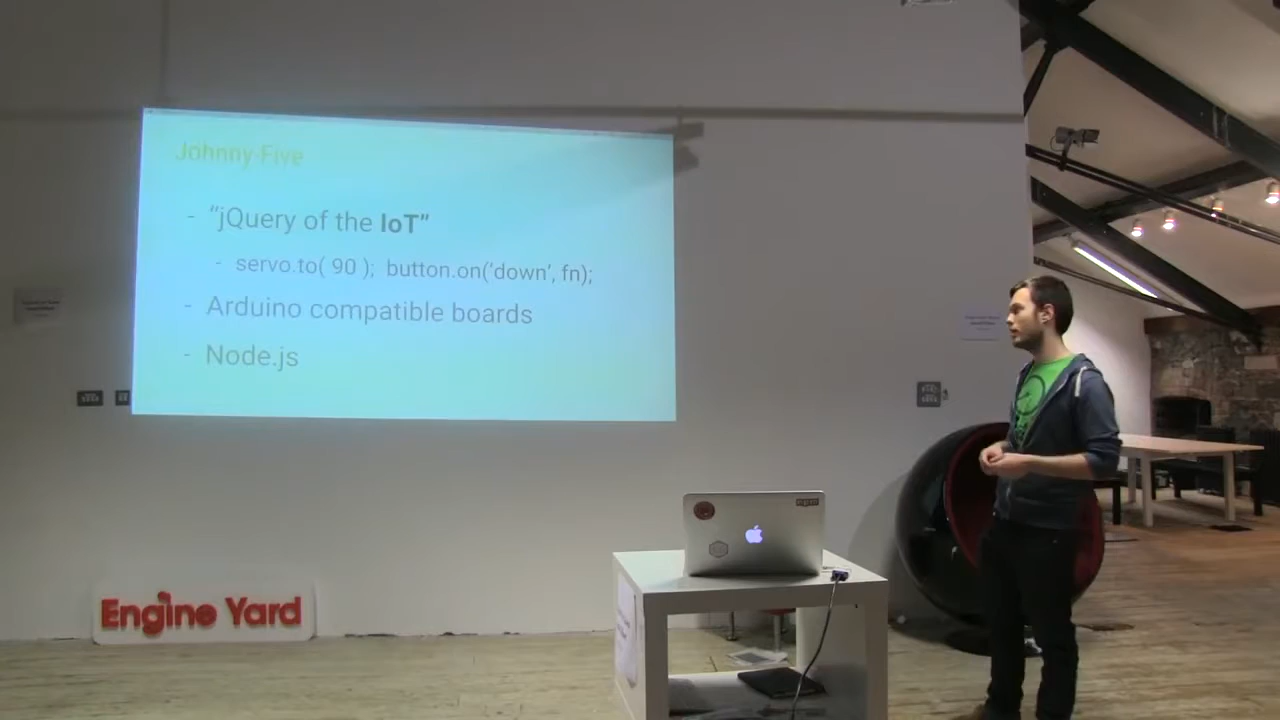 Johnny-Five
- "jQuery of the IoT"
- servo.to( 90 ); button.on('down', fn);
- Arduino compatible boards
- Node.js
Engine Yard